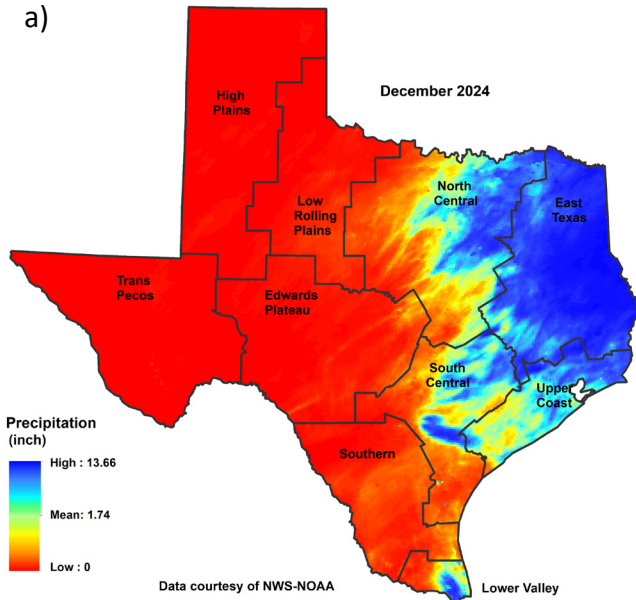 a)
December 2024
High
Plains
North
Central
East
Texas
Low
Rolling
Plains
Trans
Pecos
Edwards
Plateau
South
Central
Upper
Coast
Precipitation
(inch)
High : 13.66
Mean: 1.74
Low : 0
Southern
Data courtesy of NWS-NOAA
Lower Valley